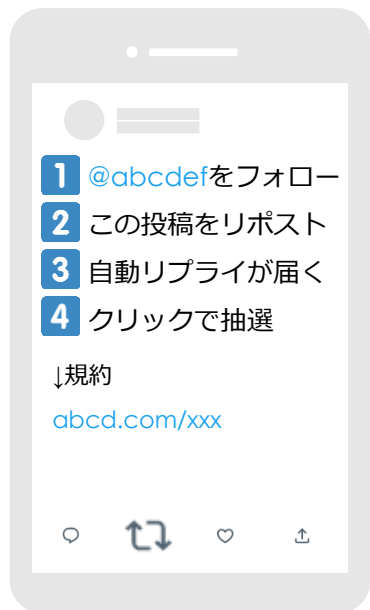 1 @abcdefをフォロー
2 この投稿をリポスト
3 自動リプライが届く
4 クリックで抽選
↓規約
abcd.com/xxx